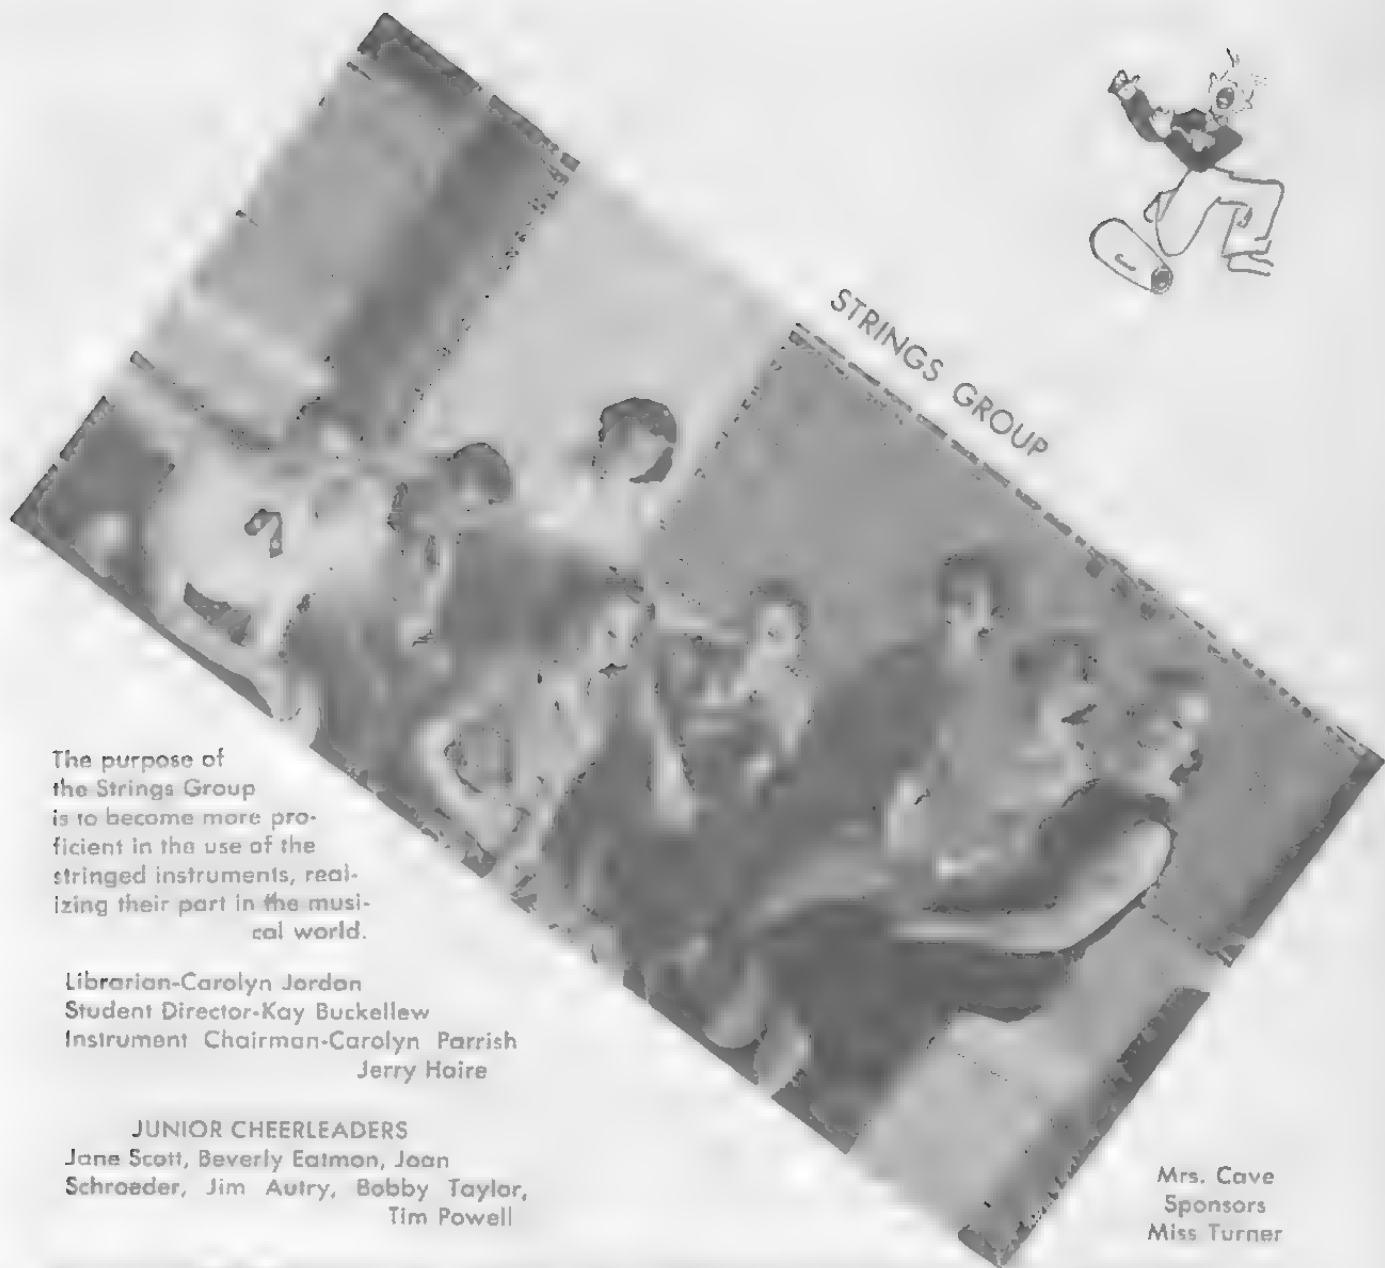 STRINGS GROUP
The purpose of
the Strings Group
is to become more pro-
ficient in the use of the
stringed instruments, real-
izing their part in the musi-
cal world.
Librarian-Carolyn Jordon
Student Director-Kay Buckellew
Instrument Chairman-Carolyn Parrish
Jerry Haire
JUNIOR CHEERLEADERS
Jane Scott, Beverly Eatmon, Joan
Schroeder, Jim Autry, Bobby Taylor,
Tim Powell
Mrs. Cave
Sponsors
Miss Turner